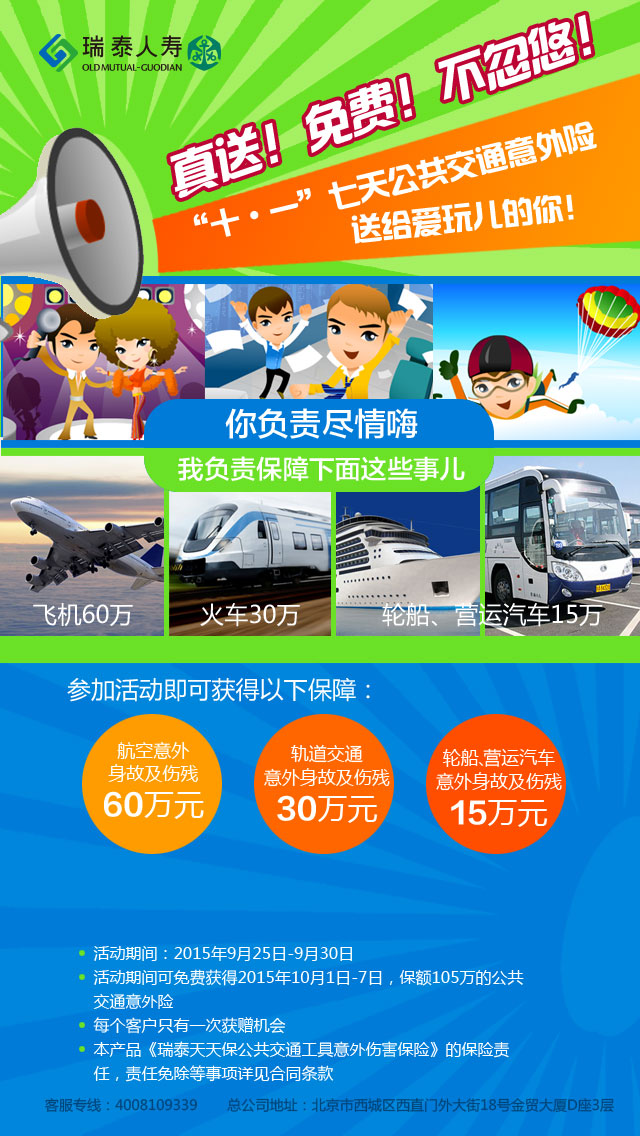 瑞泰人寿
OLD MUTUAL-GUODIAN
真送！免费！不忽悠！
“十·一”七天公共交通意外险
送给爱玩儿的你！
你负责尽情嗨
我负责保障下面这些事儿
飞机60万
火车30万
轮船、营运汽车15万
参加活动即可获得以下保障：
航空意外
身故及伤残
60万元
轨道交通
意外身故及伤残
30万元
轮船、营运汽车
意外身故及伤残
15万元
• 活动期间：2015年9月25日-9月30日
• 活动期间可免费获得2015年10月1日-7日，保额105万的公共
交通意外险
• 每个客户只有一次获赠机会
• 本产品《瑞泰天天保公共交通工具意外伤害保险》的保险责
任，责任免除等事项详见合同条款
客服专线：4008109339 总公司地址：北京市西城区西直门外大街18号金贸大厦D座3层